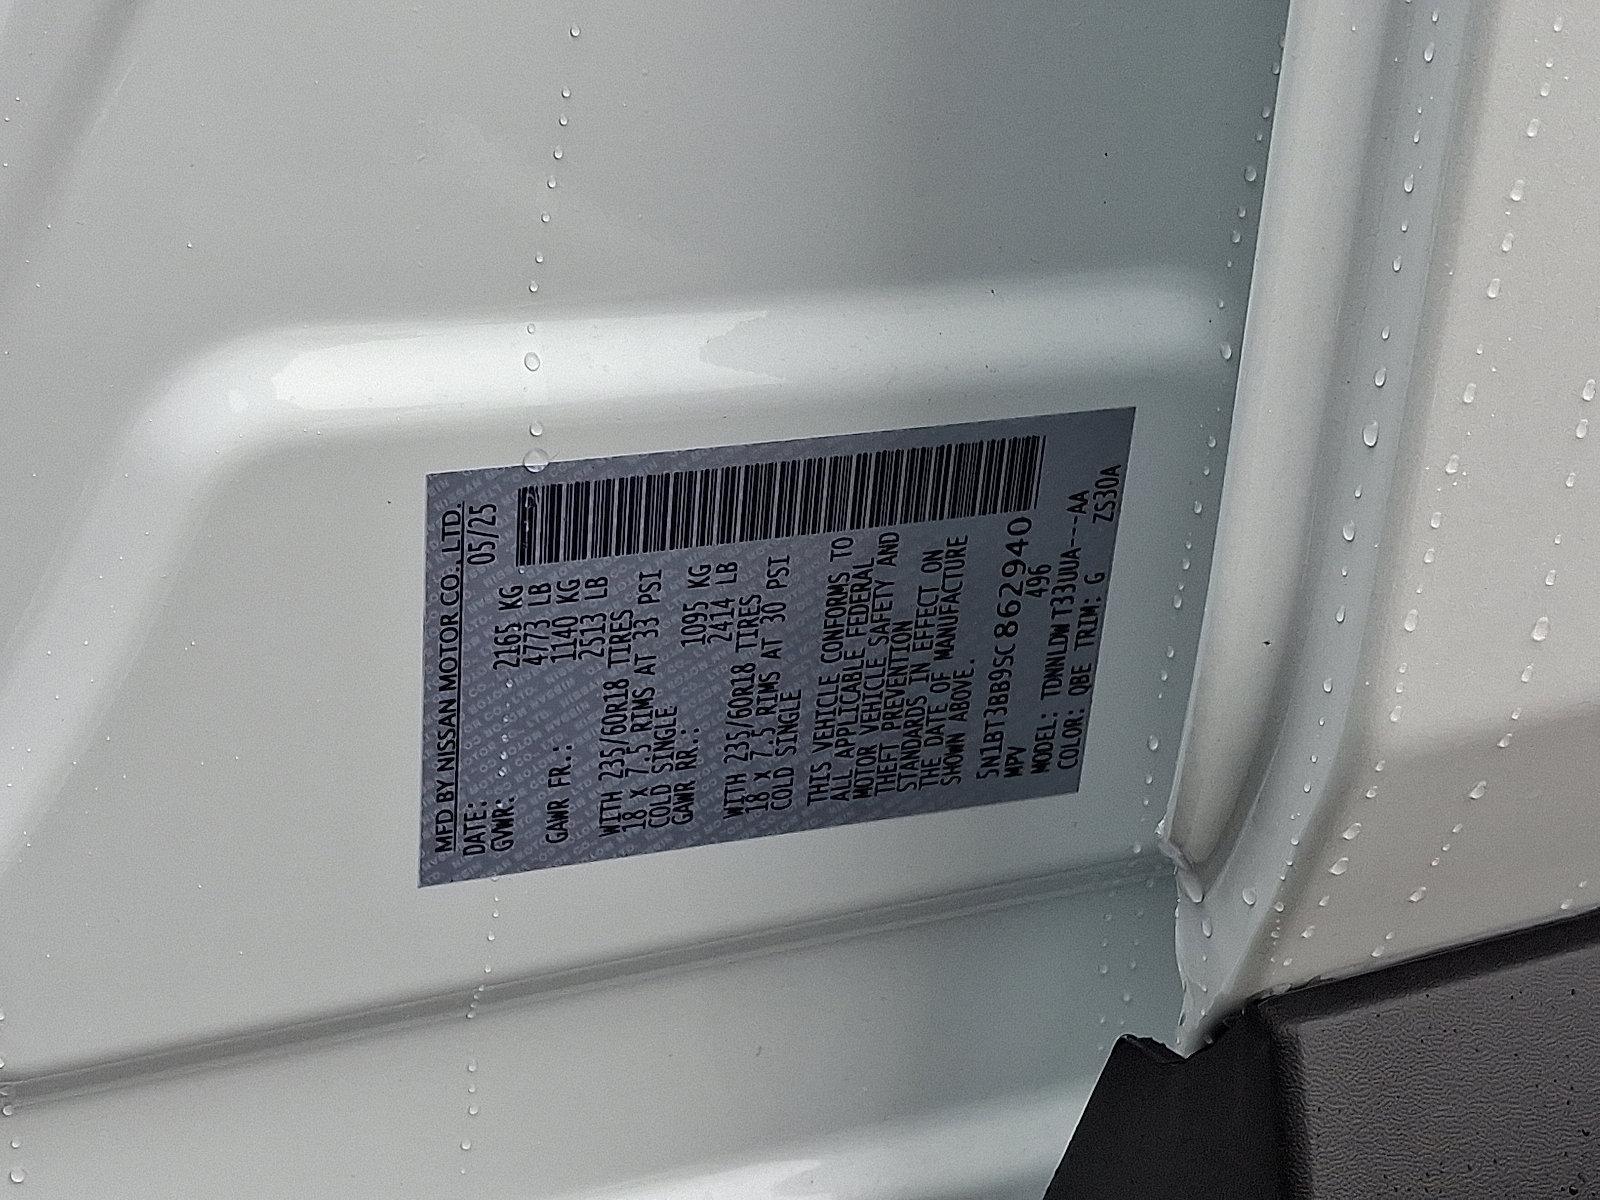 MFD BY NISSAN MOTOR CO., LTD.
DATE: 05/25
GVWR: 2165 KG
4773 LB
GAWR FR.: 1140 KG
2513 LB
WITH 235/60R18 TIRES
18 x 7.5 RIMS AT 33 PSI
COLD SINGLE
GAWR RR.: 1095 KG
2414 LB
WITH 235/60R18 TIRES
18 X 7.5 RIMS AT 30 PSI
COLD SINGLE
THIS VEHICLE CONFORMS TO
ALL APPLICABLE FEDERAL
MOTOR VEHICLE SAFETY AND
THEFT PREVENTION
STANDARDS IN EFFECT ON
THE DATE OF MANUFACTURE
SHOWN ABOVE.
5N1BT3BB9SC862940
MPV 496
MODEL: TDNNLDW T33UUA---AA
COLOR: QBE TRIM: G ZS30A